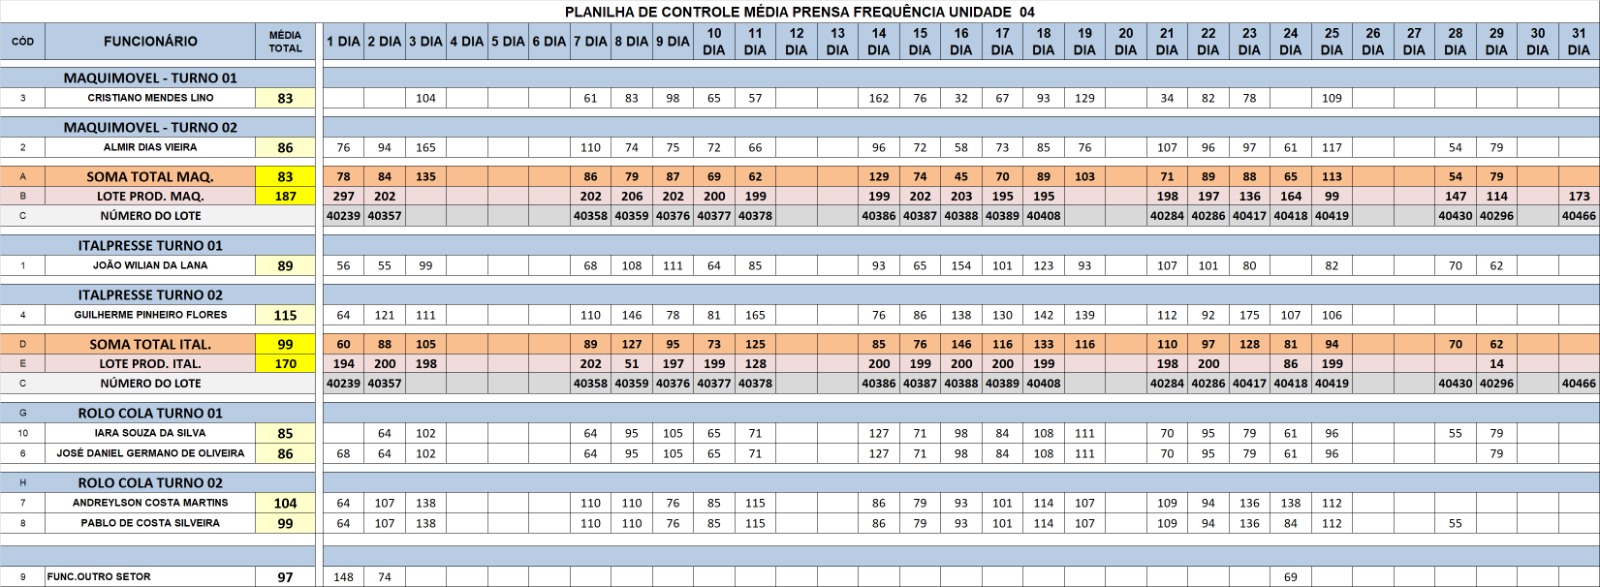 PLANILHA DE CONTROLE MÉDIA PRENSA FREQUÊNCIA UNIDADE 04
CÓD FUNCIONÁRIO MÉDIA TOTAL 1 DIA 2 DIA 3 DIA 4 DIA 5 DIA 6 DIA 7 DIA 8 DIA 9 DIA 10 DIA 11 DIA 12 DIA 13 DIA 14 DIA 15 DIA 16 DIA 17 DIA 18 DIA 19 DIA 20 DIA 21 DIA 22 DIA 23 DIA 24 DIA 25 DIA 26 DIA 27 DIA 28 DIA 29 DIA 30 DIA 31 DIA
MAQUIMOVEL - TURNO 01
3 CRISTIANO MENDES LINO 83 104 61 83 98 65 57 162 76 32 67 93 129 34 82 78 109
MAQUIMOVEL - TURNO 02
2 ALMIR DIAS VIEIRA 86 76 94 165 110 74 75 72 66 96 72 58 73 85 76 107 96 97 61 117 54 79
A SOMA TOTAL MAQ. 83 78 84 135 86 79 87 69 62 129 74 45 70 89 103 71 89 88 65 113 54 79
B LOTE PROD. MAQ. 187 297 202 202 206 202 200 199 199 201 203 195 195 198 197 136 164 99 147 114 173
C NÚMERO DO LOTE 40239 40357 40358 40359 40376 40377 40378 40386 40387 40388 40389 40408 40284 40286 40417 40418 40419 40430 40296 40466
ITALPRESSE TURNO 01
1 JOÃO WILIAN DA LANA 89 56 55 99 68 108 111 64 85 93 65 154 101 123 93 107 101 80 82 70 62
ITALPRESSE TURNO 02
4 GUILHERME PINHEIRO FLORES 115 64 121 111 110 146 78 81 165 76 86 138 130 142 139 112 92 175 107 106
D SOMA TOTAL ITAL. 99 60 88 105 89 127 95 73 125 85 76 146 116 133 116 110 97 128 81 94 70 62
E LOTE PROD. ITAL. 170 194 200 198 202 51 197 199 128 200 199 200 200 199 198 200 86 199 14
C NÚMERO DO LOTE 40239 40357 40358 40359 40376 40377 40378 40386 40387 40388 40389 40408 40284 40286 40417 40418 40419 40430 40296 40466
G ROLO COLA TURNO 01
10 IARA SOUZA DA SILVA 85 64 102 64 95 105 65 71 127 71 98 84 108 111 70 95 79 61 96 55 79
6 JOSÉ DANIEL GERMANO DE OLIVEIRA 86 68 64 102 64 95 105 65 71 127 71 98 84 108 111 70 95 79 61 96 79
H ROLO COLA TURNO 02
7 ANDREYLSON COSTA MARTINS 104 64 107 138 110 110 76 85 115 86 79 93 101 114 107 109 94 136 138 112
8 PABLO DE COSTA SILVEIRA 99 64 107 138 110 110 76 85 115 86 79 93 101 114 107 109 94 136 84 112 55
9 FUNC.OUTRO SETOR 97 148 74 69